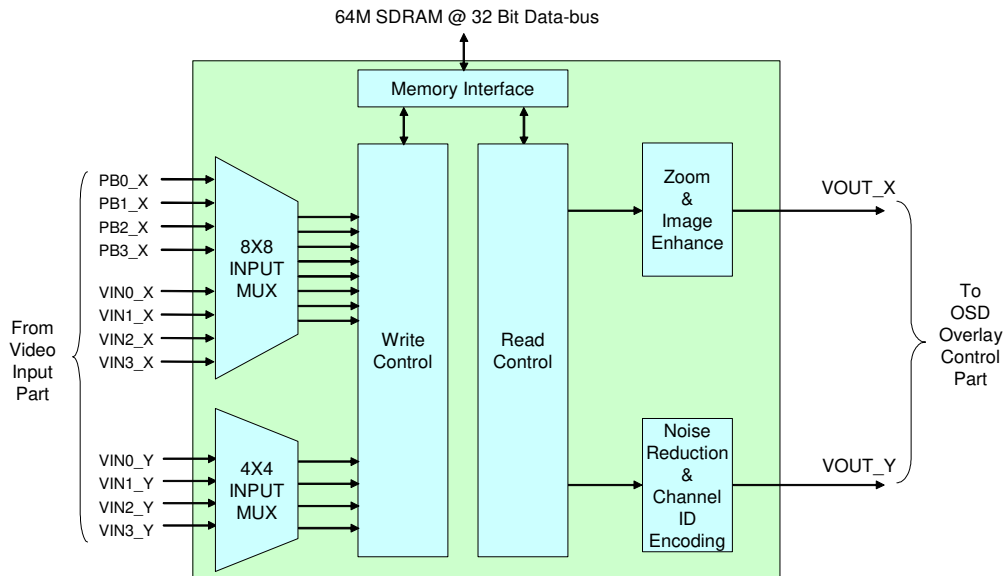 64M SDRAM @ 32 Bit Data-bus
Memory Interface
From
Video
Input
Part
PB0_X
PB1_X
PB2_X
PB3_X
VIN0_X
VIN1_X
VIN2_X
VIN3_X
8X8
INPUT
MUX
VIN0_Y
VIN1_Y
VIN2_Y
VIN3_Y
4X4
INPUT
MUX
Write
Control
Read
Control
Zoom
&
Image
Enhance
Noise
Reduction
&
Channel
ID
Encoding
VOUT_X
VOUT_Y
To
OSD
Overlay
Control
Part